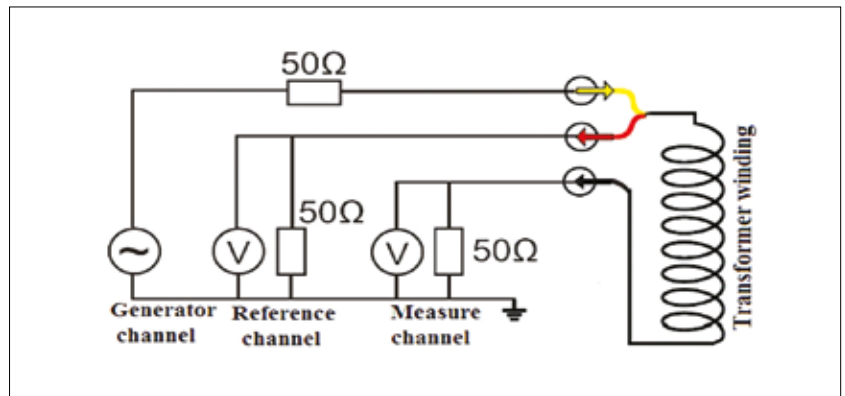 50Ω
50Ω
50Ω
~
V
V
Generator
channel
Reference
channel
Measure
channel
Transformer winding